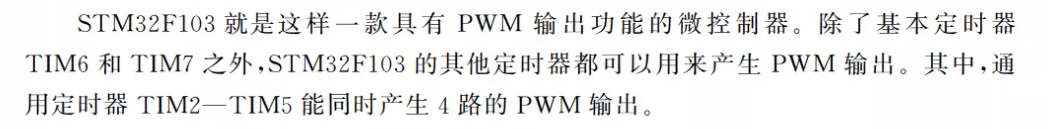 STM32F103 就是这样一款具有 PWM 输出功能的微控制器。除了基本定时器
TIM6 和 TIM7 之外,STM32F103 的其他定时器都可以用来产生 PWM 输出。其中,通
用定时器 TIM2—TIM5 能同时产生 4 路的 PWM 输出。